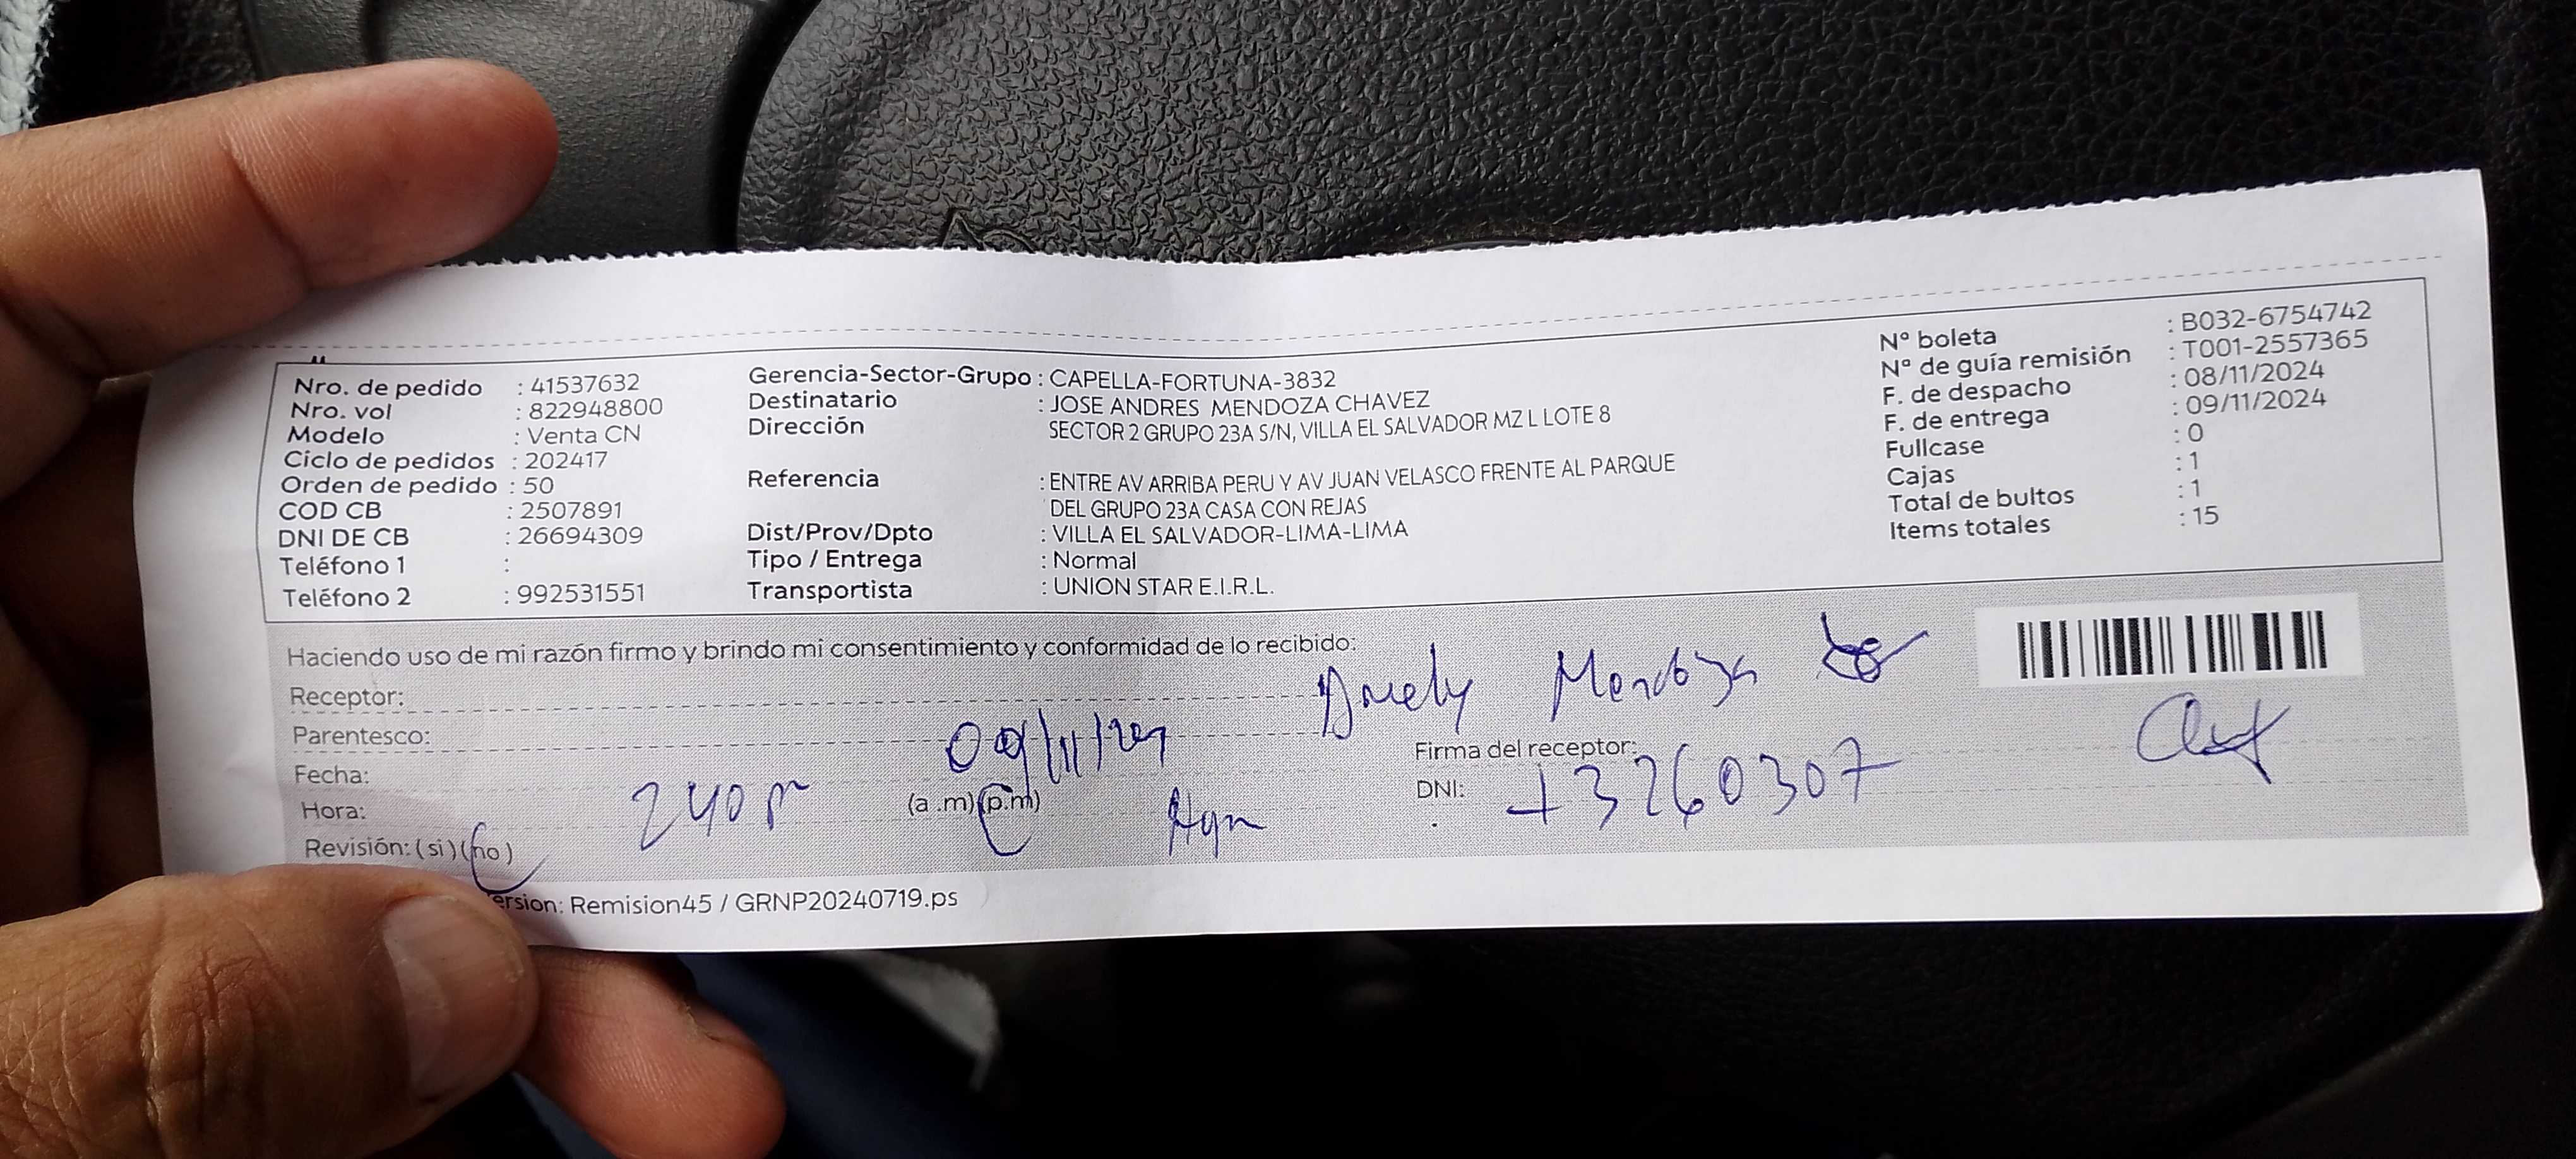 Nro. de pedido : 41537632
Nro. vol : 822948800
Modelo : Venta CN
Ciclo de pedidos : 202417
Orden de pedido : 50
COD CB : 2507891
DNI DE CB : 26694309
Teléfono 1 :
Teléfono 2 : 992531551
Gerencia-Sector-Grupo : CAPELLA-FORTUNA-3832
Destinatario : JOSE ANDRES MENDOZA CHAVEZ
Dirección SECTOR 2 GRUPO 23A S/N, VILLA EL SALVADOR MZ L LOTE 8
Referencia : ENTRE AV ARRIBA PERU Y AV JUAN VELASCO FRENTE AL PARQUE
DEL GRUPO 23A CASA CON REJAS
Dist/Prov/Dpto : VILLA EL SALVADOR-LIMA-LIMA
Tipo / Entrega : Normal
Transportista : UNION STAR E.I.R.L.
N° boleta : B032-6754742
Nª de guía remisión : T001-2557365
F. de despacho : 08/11/2024
F. de entrega : 09/11/2024
Fullcase : 0
Cajas : 1
Total de bultos : 1
Items totales : 15
Haciendo uso de mi razón firmo y brindo mi consentimiento y conformidad de lo recibido:
Receptor: Mendoza
Parentesco:
Fecha:
Hora: 240 p (a .m) (p.m)
Revisión: ( si ) ( no )
Firma del receptor:
DNI: 3260307
ersion: Remision45 / GRNP20240719.ps